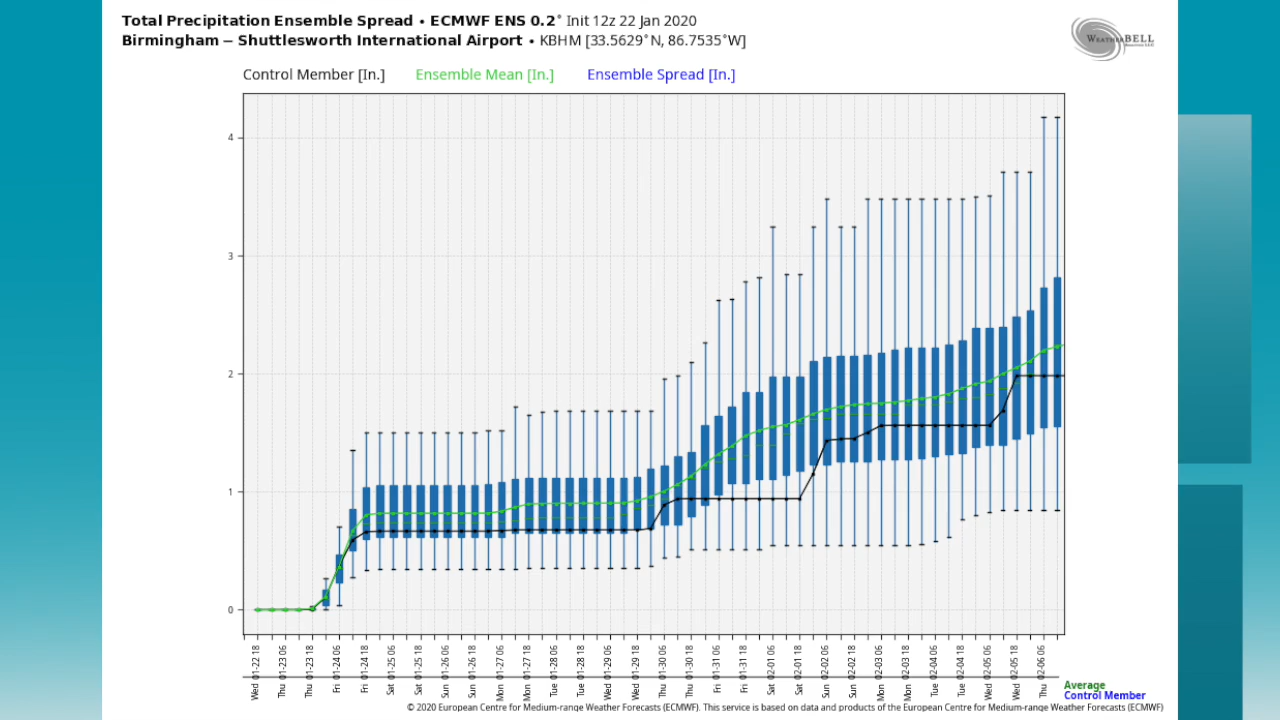 Total Precipitation Ensemble Spread • ECMWF ENS 0.2° Init 12z 22 Jan 2020
Birmingham – Shuttlesworth International Airport • KBHM [33.5629°N, 86.7535°W]
WEATHERBELL
Control Member [In.] Ensemble Mean [In.] Ensemble Spread [In.]
4
3
2
1
0
Wed 01-22 18
Thu 01-23 06
Thu 01-23 18
Fri 01-24 06
Fri 01-24 18
Sat 01-25 06
Sat 01-25 18
Sun 01-26 06
Sun 01-26 18
Mon 01-27 06
Mon 01-27 18
Tue 01-28 06
Tue 01-28 18
Wed 01-29 06
Wed 01-29 18
Thu 01-30 06
Thu 01-30 18
Fri 01-31 06
Fri 01-31 18
Sat 02-01 06
Sat 02-01 18
Sun 02-02 06
Sun 02-02 18
Mon 02-03 06
Mon 02-03 18
Tue 02-04 06
Tue 02-04 18
Wed 02-05 06
Wed 02-05 18
Thu 02-06 06
Average
Control Member
© 2020 European Centre for Medium-range Weather Forecasts (ECMWF). This service is based on data and products of the European Centre for Medium-range Weather Forecasts (ECMWF)